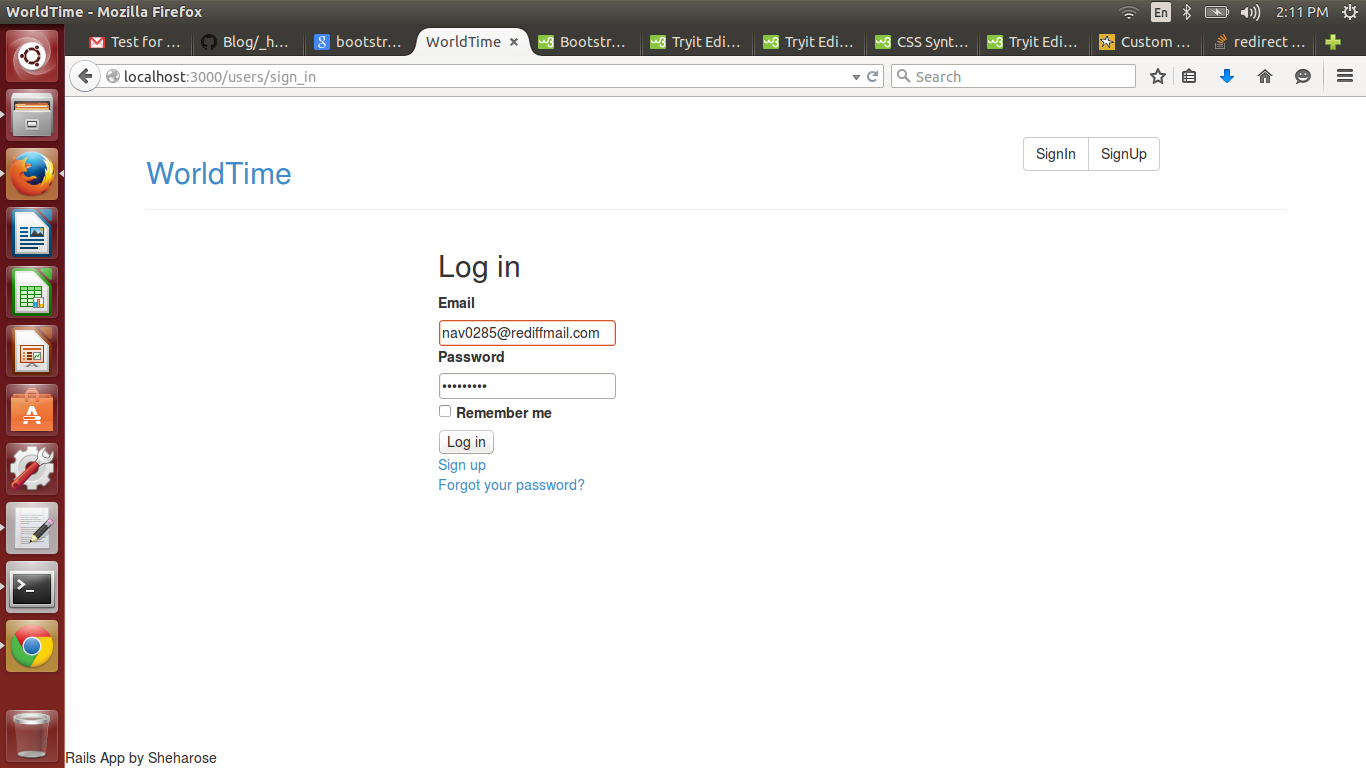 WorldTime - Mozilla Firefox
En
2:11 PM
Test for ...
Blog/_h...
bootstr...
WorldTime
Bootstr...
Tryit Edi...
Tryit Edi...
CSS Synt...
Tryit Edi...
Custom ...
redirect ...
localhost:3000/users/sign_in
Search
WorldTime
SignIn
SignUp
Log in
Email
nav0285@rediffmail.com
Password
•••••••••
Remember me
Log in
Sign up
Forgot your password?
Rails App by Sheharose